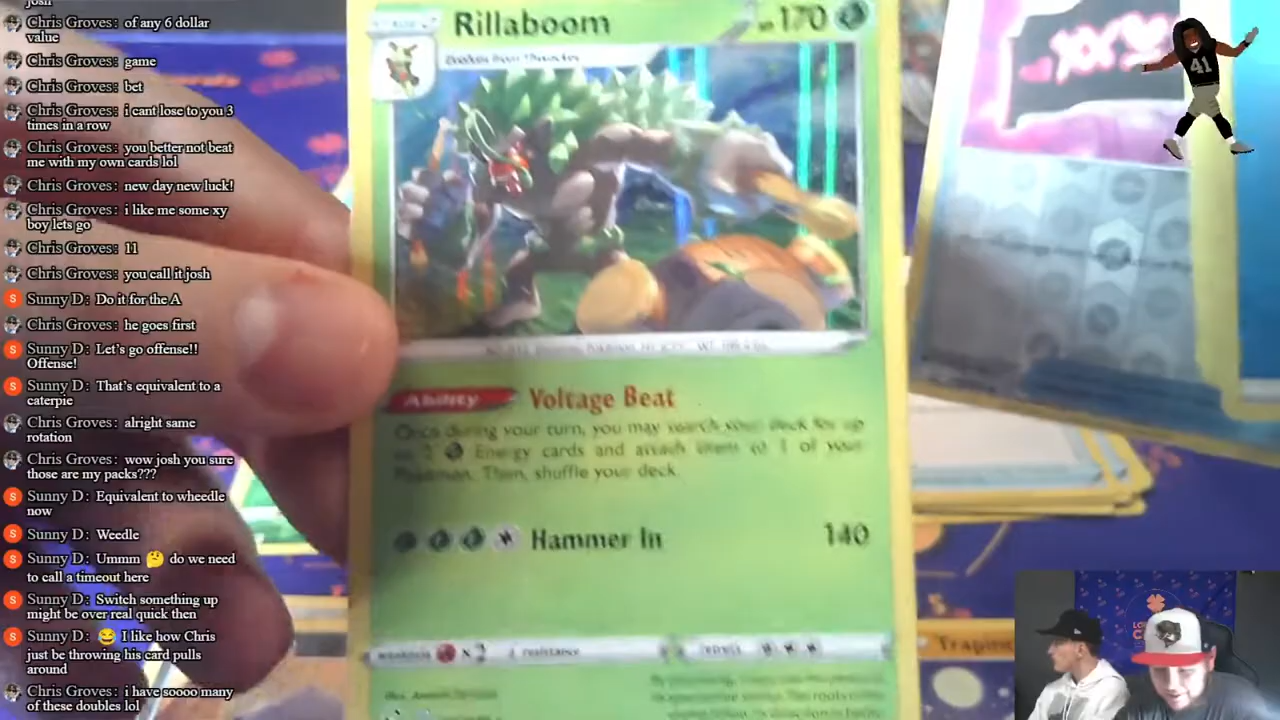 josh
Chris Groves: of any 6 dollar
value
Chris Groves: game
Chris Groves: bet
Chris Groves: i cant lose to you 3
times in a row
Chris Groves: you better not beat
me with my own cards lol
Chris Groves: new day new luck!
Chris Groves: i like me some xy
boy lets go
Chris Groves: 11
Chris Groves: you call it josh
Sunny D: Do it for the A
Chris Groves: he goes first
Sunny D: Let's go offense!!
Offense!
Sunny D: That's equivalent to a
caterpie
Chris Groves: alright same
rotation
Chris Groves: wow josh you sure
those are my packs???
Sunny D: Equivalent to wheedle
now
Sunny D: Weedle
Sunny D: Ummm 🤔 do we need
to call a timeout here
Sunny D: Switch something up
might be over real quick then
Sunny D: 😂 I like how Chris
just be throwing his card pulls
around
Chris Groves: i have soooo many
of these doubles lol
Rillaboom 170
Ability Voltage Beat
Once during your turn, you may search your deck for up
to 2 Energy cards and attach them to 1 of your
Pokémon. Then, shuffle your deck.
Hammer In 140
weakness ×2 resistance retreat
41